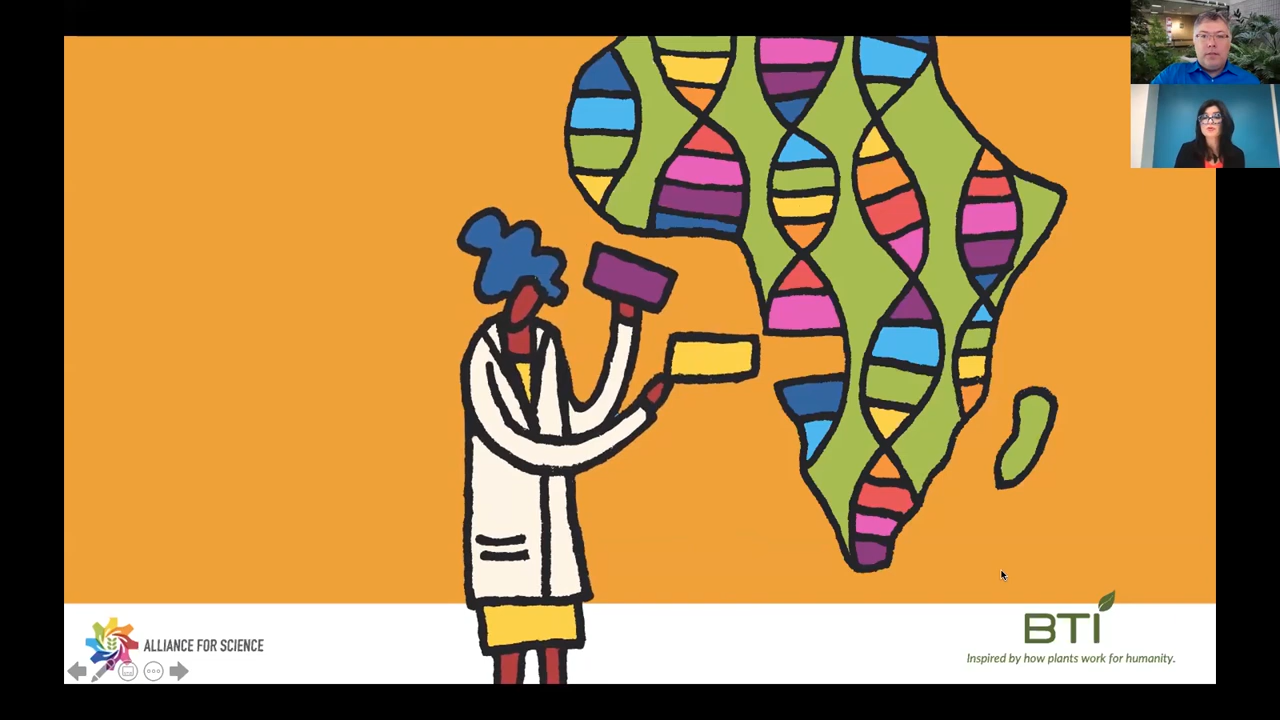 ALLIANCE FOR SCIENCE
BTI
Inspired by how plants work for humanity.